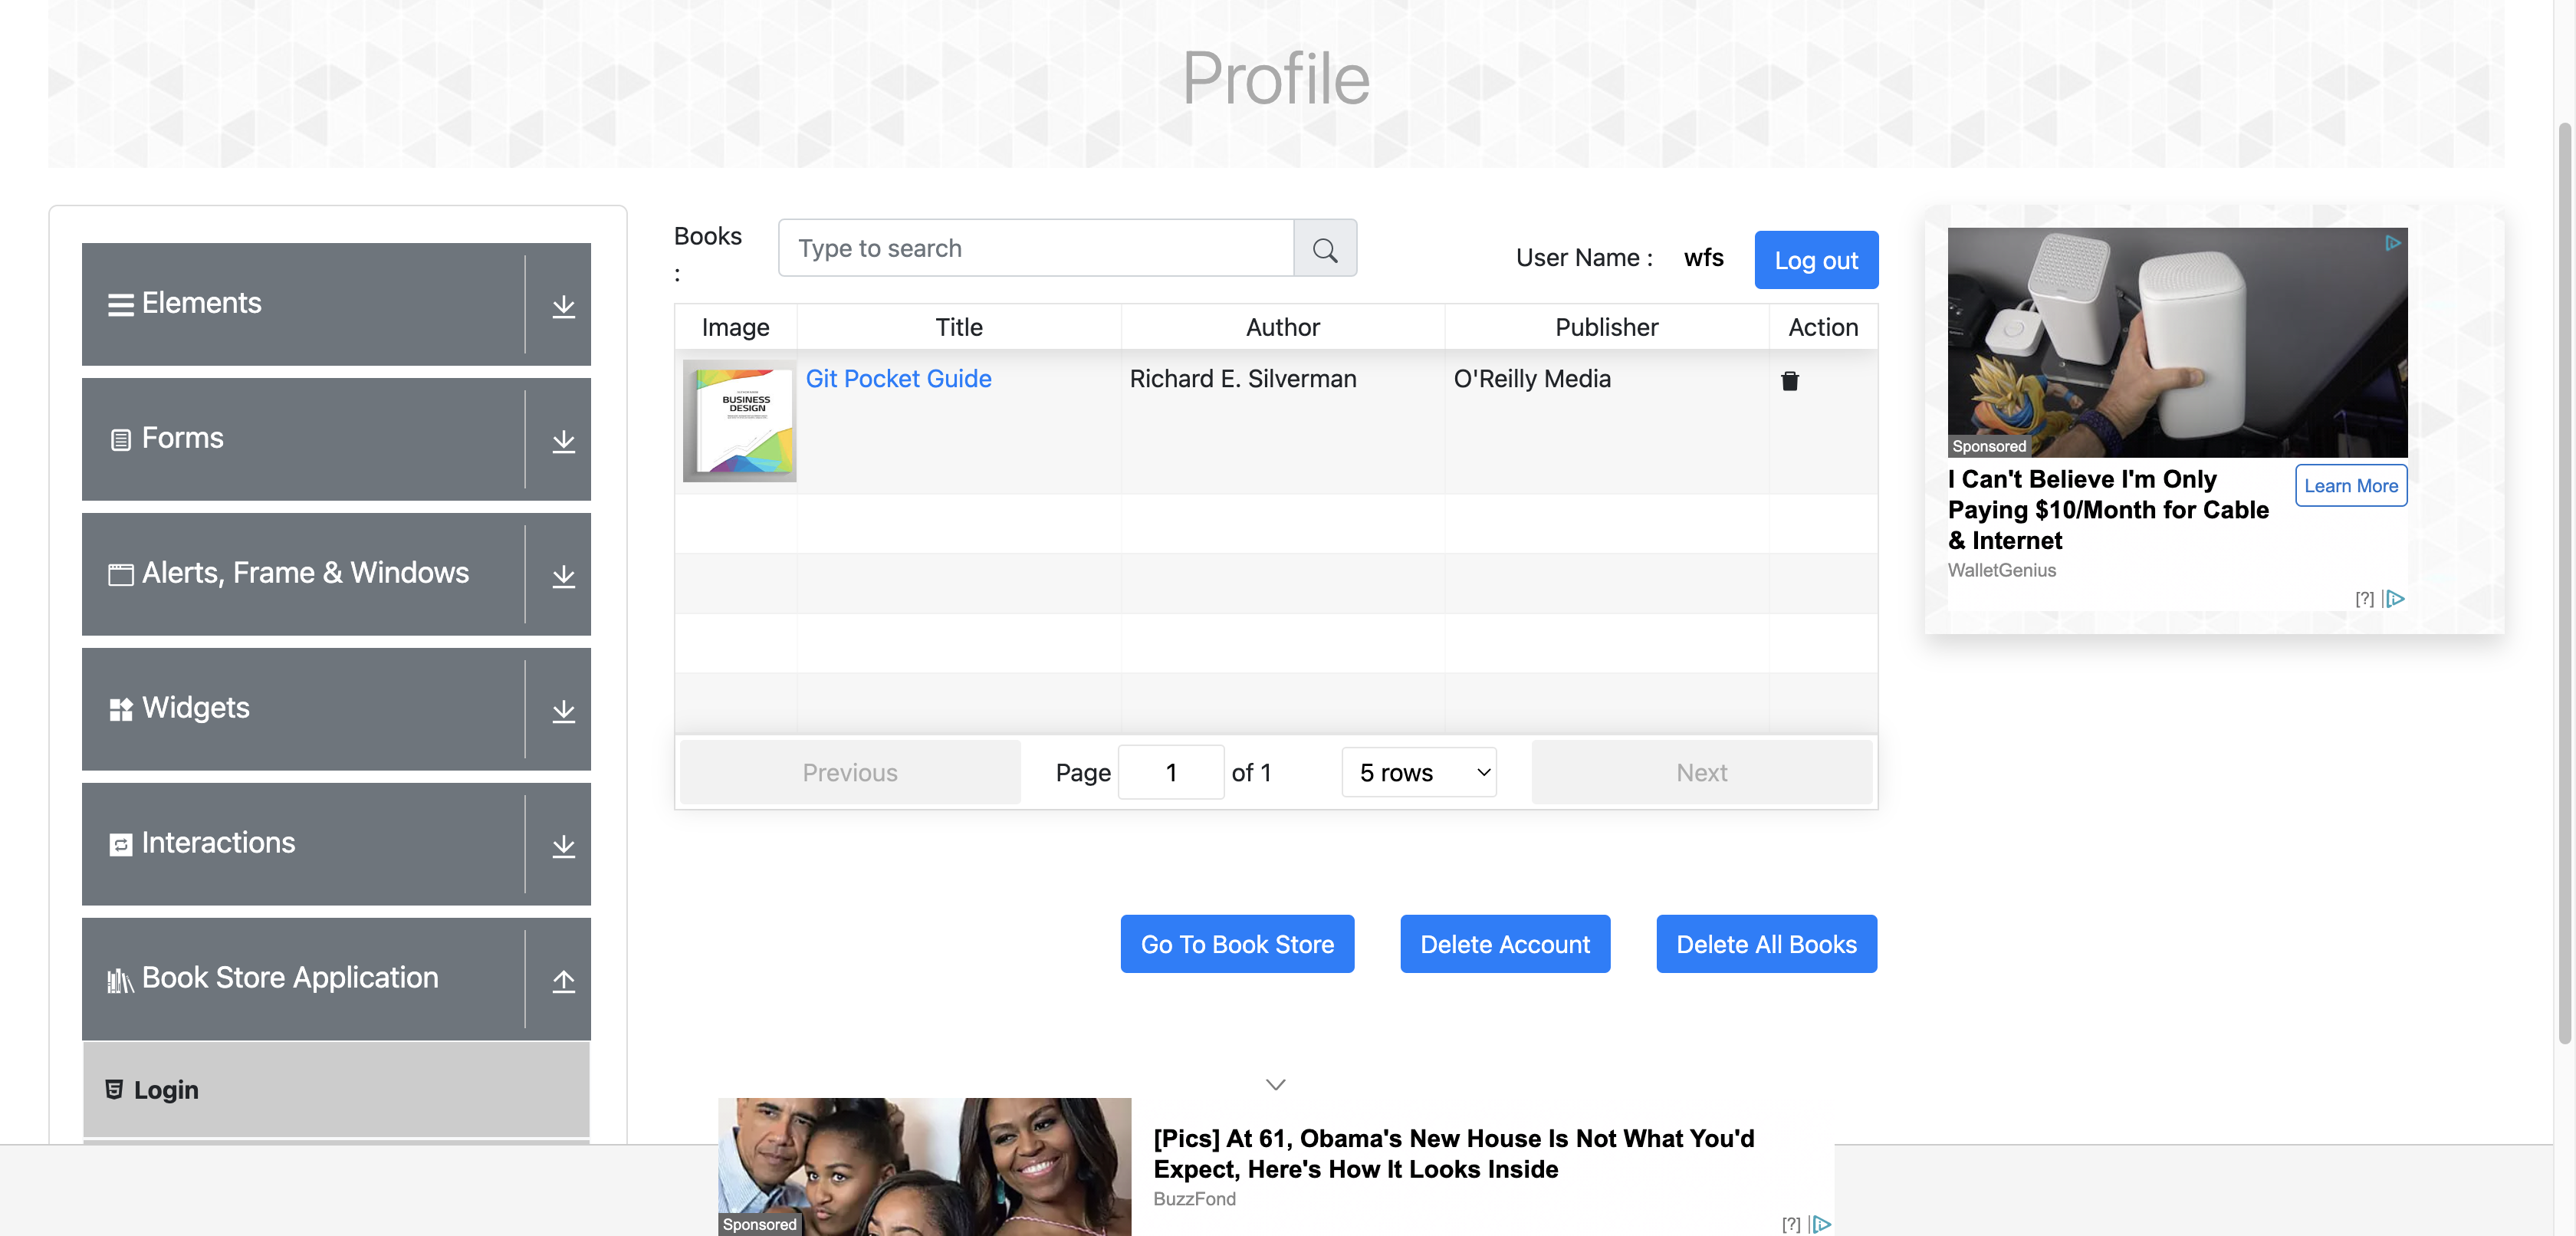 Profile
Elements
Forms
Alerts, Frame & Windows
Widgets
Interactions
Book Store Application
Login
Books
:
Type to search
User Name : wfs
Log out
Image Title Author Publisher Action
BUSINESS
DESIGN
Git Pocket Guide Richard E. Silverman O'Reilly Media
Previous Page 1 of 1 5 rows Next
Go To Book Store Delete Account Delete All Books
Sponsored
I Can't Believe I'm Only
Paying $10/Month for Cable
& Internet
Learn More
WalletGenius
[?]
[Pics] At 61, Obama's New House Is Not What You'd
Expect, Here's How It Looks Inside
BuzzFond
Sponsored
[?]